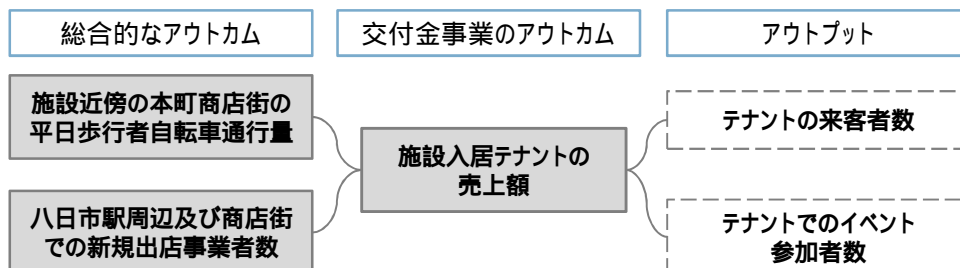 総合的なアウトカム
交付金事業のアウトカム
アウトプット
施設近傍の本町商店街の
平日歩行者自転車通行量
八日市駅周辺及び商店街
での新規出店事業者数
施設入居テナントの
売上額
テナントの来客者数
テナントでのイベント
参加者数